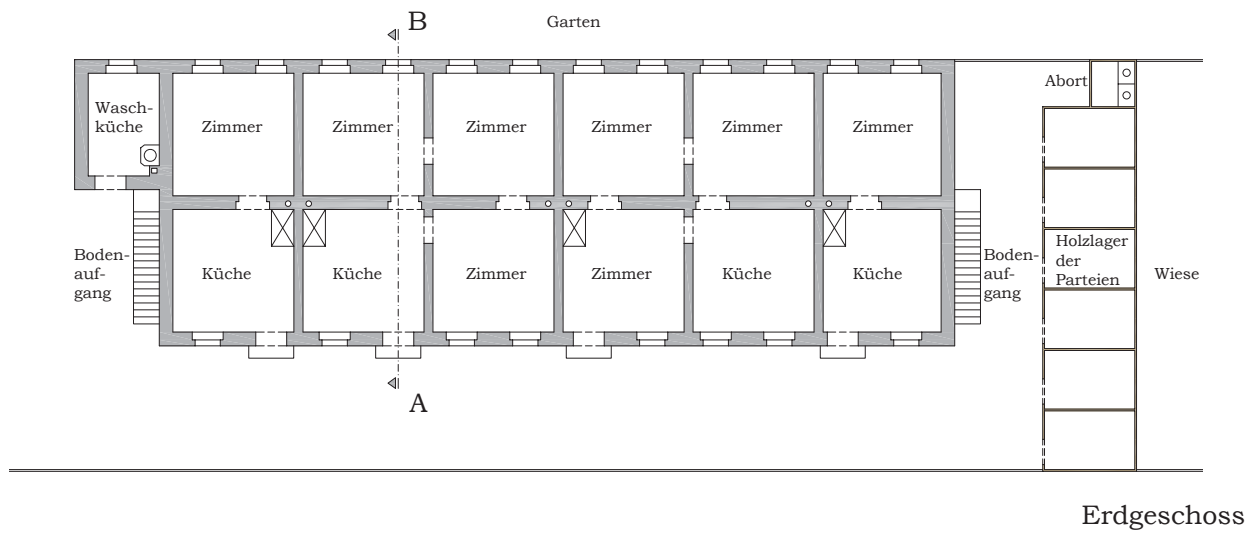 B
Garten
Abort
Wasch-
küche
Zimmer
Zimmer
Zimmer
Zimmer
Zimmer
Zimmer
Boden-
auf-
gang
Küche
Küche
Zimmer
Zimmer
Küche
Küche
Boden-
auf-
gang
Holzlager
der
Parteien
Wiese
A
Erdgeschoss